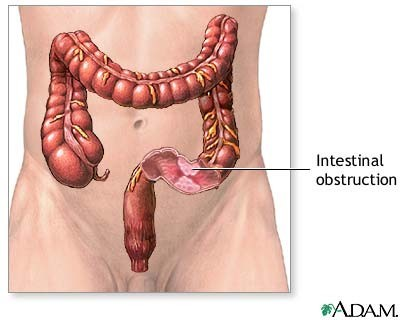 Intestinal
obstruction
A.D.A.M.